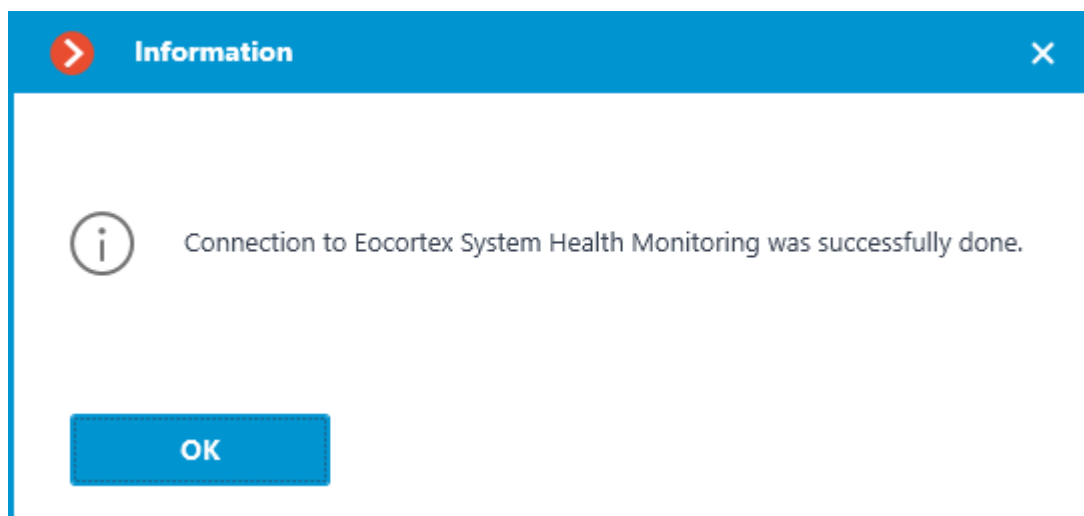 Information
Connection to Eocortex System Health Monitoring was successfully done.
OK